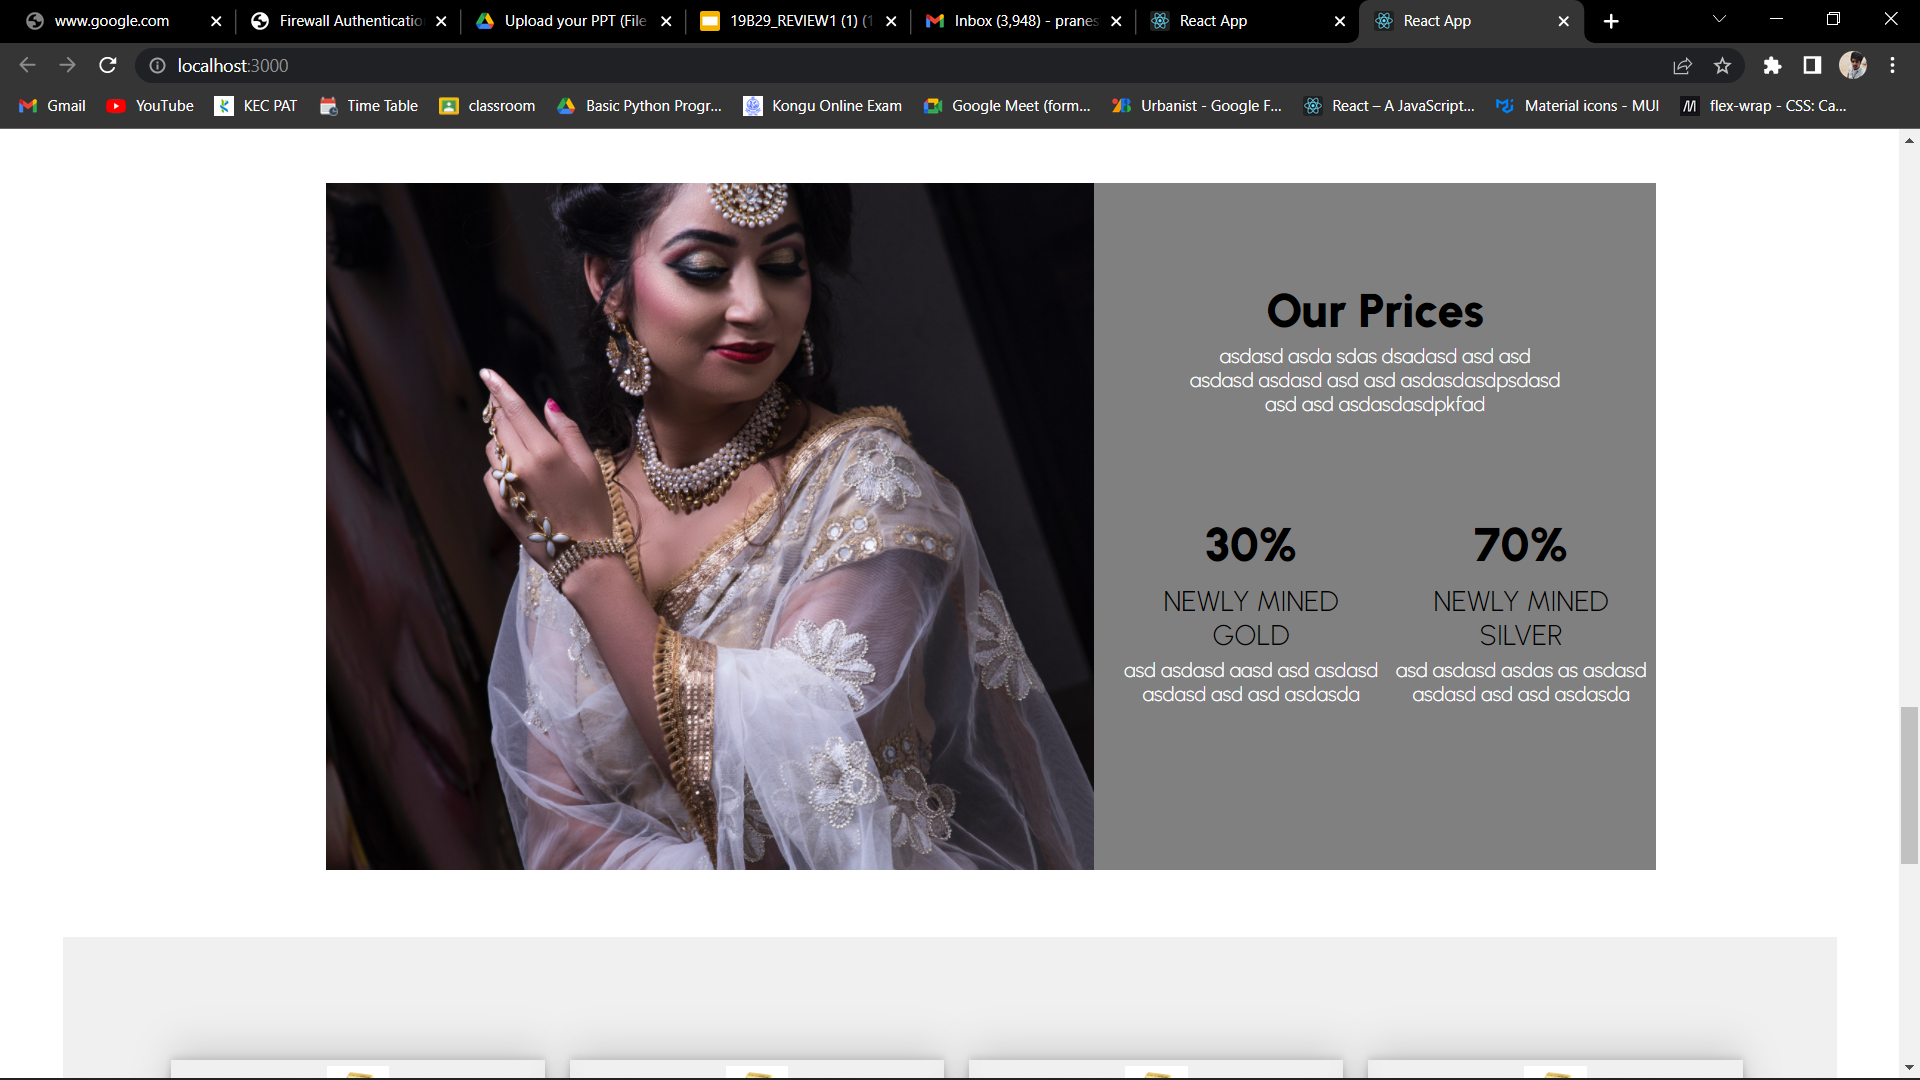 www.google.com
Firewall Authenticatio
Upload your PPT (File
19B29_REVIEW1 (1) (1
Inbox (3,948) - pranes
React App
React App
localhost:3000
Gmail
YouTube
KEC PAT
Time Table
classroom
Basic Python Progr...
Kongu Online Exam
Google Meet (form...
Urbanist - Google F...
React – A JavaScript...
Material icons - MUI
flex-wrap - CSS: Ca...
Our Prices
asdasd asda sdas dsadasd asd asd
asdasd asdasd asd asd asdasdasdpsdasd
asd asd asdasdasdpkfad
30%
NEWLY MINED
GOLD
asd asdasd aasd asd asdasd
asdasd asd asd asdasda
70%
NEWLY MINED
SILVER
asd asdasd asdas as asdasd
asdasd asd asd asdasda